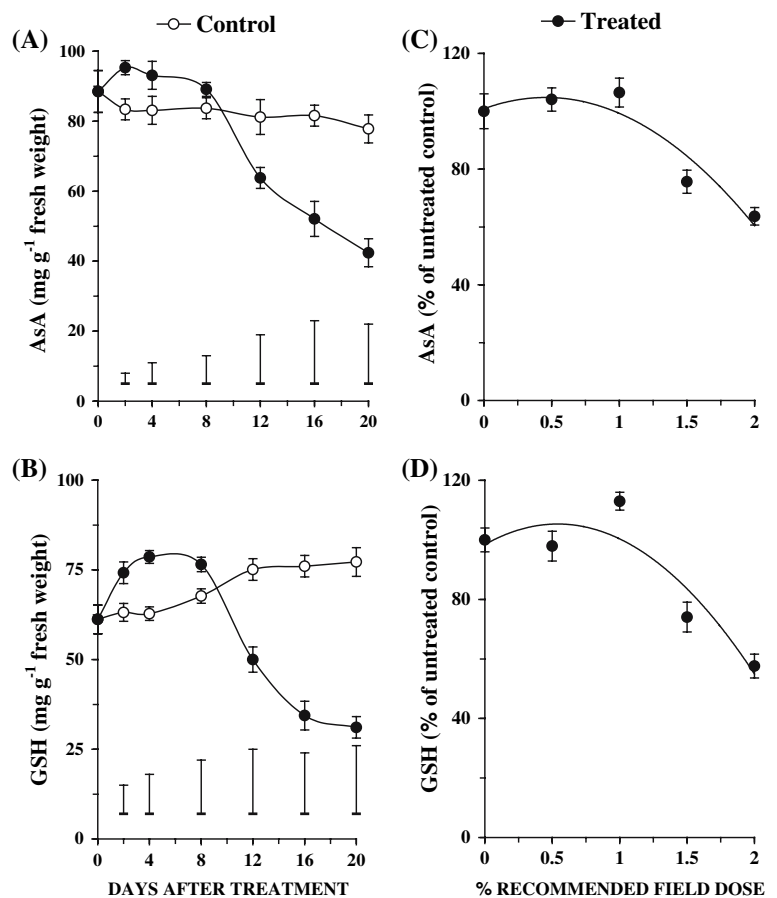 Control
Treated
(A)
100
80
60
40
20
0
AsA (mg g-1 fresh weight)
0 4 8 12 16 20
(C)
120
80
40
0
AsA (% of untreated control)
0 0.5 1 1.5 2
(B)
100
75
50
25
0
GSH (mg g-1 fresh weight)
0 4 8 12 16 20
DAYS AFTER TREATMENT
(D)
120
80
40
0
GSH (% of untreated control)
0 0.5 1 1.5 2
% RECOMMENDED FIELD DOSE